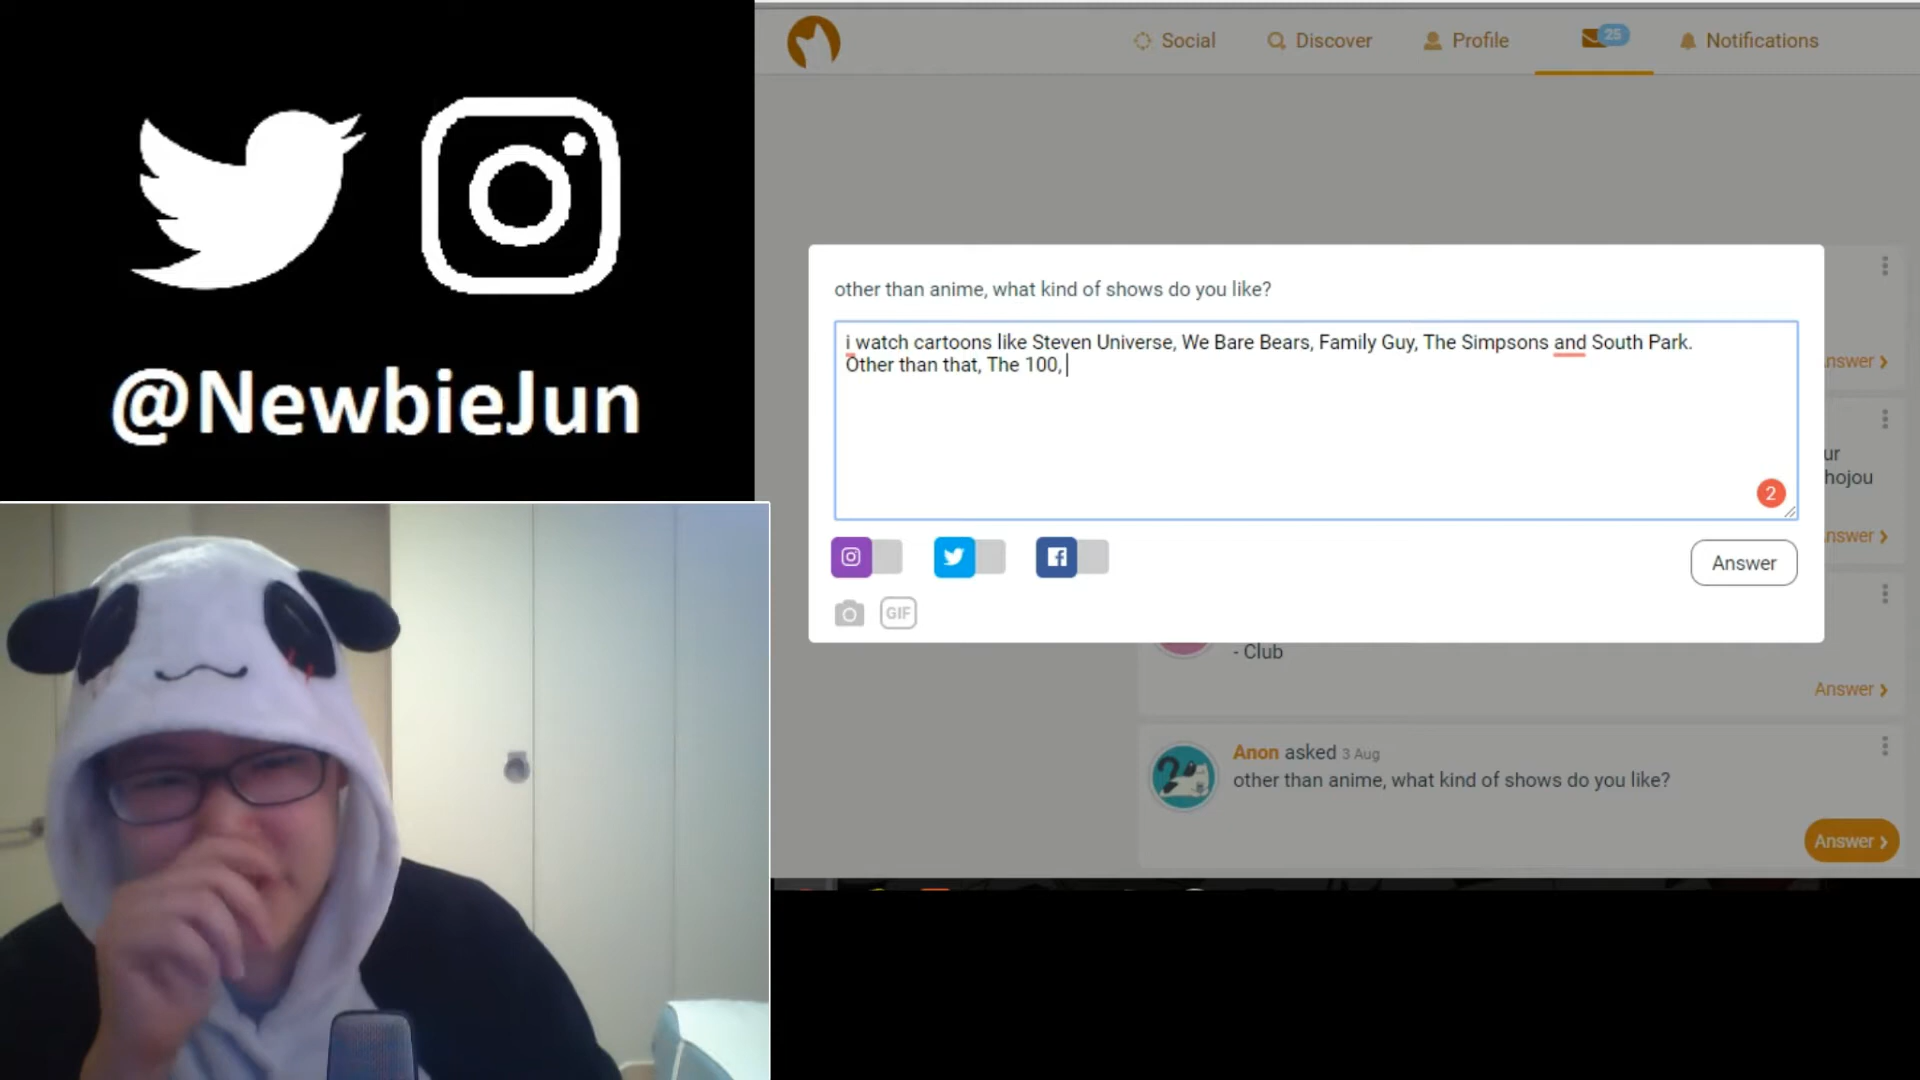 @NewbieJun
Social
Discover
Profile
25
Notifications
other than anime, what kind of shows do you like?
i watch cartoons like Steven Universe, We Bare Bears, Family Guy, The Simpsons and South Park.
Other than that, The 100,
2
Answer
GIF
nswer
ur
hojou
nswer
- Club
Answer
Anon asked 3 Aug
other than anime, what kind of shows do you like?
Answer